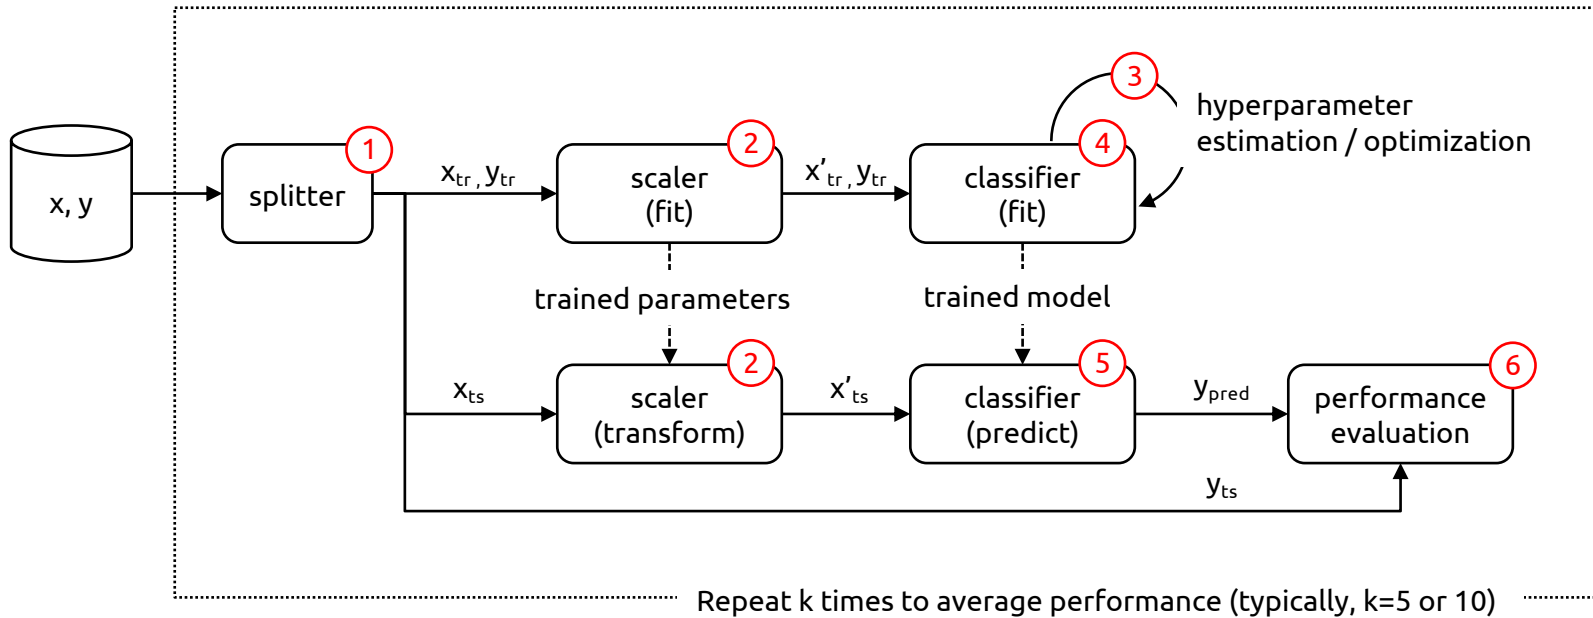 3
hyperparameter
estimation / optimization
1
2
4
x, y
splitter
xtr , ytr
scaler
(fit)
x'tr , ytr
classifier
(fit)
trained parameters
trained model
2
5
6
xts
scaler
(transform)
x'ts
classifier
(predict)
ypred
performance
evaluation
yts
Repeat k times to average performance (typically, k=5 or 10)